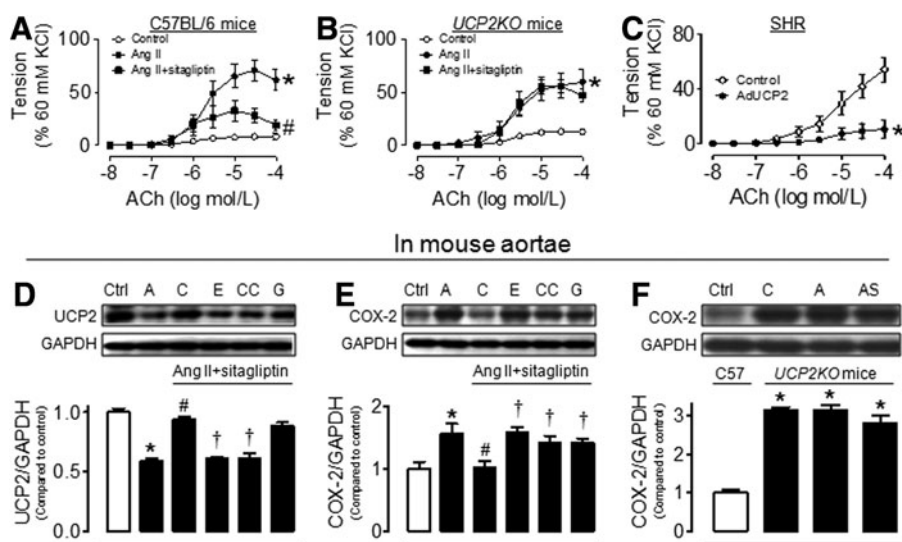 A
C57BL/6 mice
Tension
(% 60 mM KCl)
100
50
0
Control
Ang II
Ang II+sitagliptin
*
#
-8 -7 -6 -5 -4
ACh (log mol/L)
B
UCP2KO mice
Tension
(% 60 mM KCl)
100
50
0
Control
Ang II
Ang II+sitagliptin
*
-8 -7 -6 -5 -4
ACh (log mol/L)
C
SHR
Tension
(% 60 mM KCl)
80
40
0
Control
AdUCP2
*
-8 -7 -6 -5 -4
ACh (log mol/L)
In mouse aortae
D
Ctrl A C E CC G
UCP2
GAPDH
Ang II+sitagliptin
UCP2/GAPDH
(Compared to control)
1.0
0.5
0.0
* # † †
E
Ctrl A C E CC G
COX-2
GAPDH
Ang II+sitagliptin
COX-2/GAPDH
(Compared to control)
2
1
0
* # † † †
F
Ctrl C A AS
COX-2
GAPDH
C57 UCP2KO mice
COX-2/GAPDH
(Compared to control)
3
2
1
0
* * *